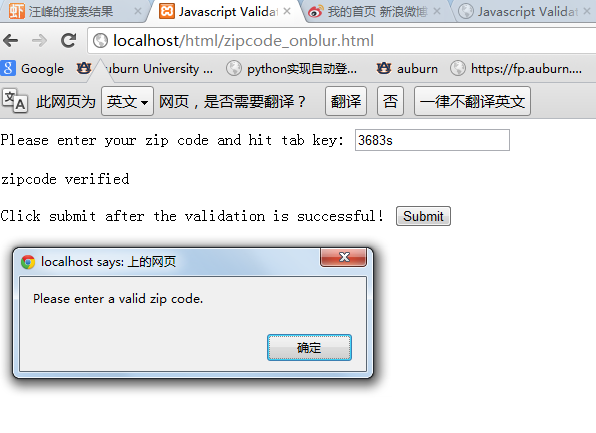 汪峰的搜索结果 Javascript Validat 我的首页 新浪微博 Javascript Validat
localhost/html/zipcode_onblur.html
Google Auburn University ... python实现自动登... auburn https://fp.auburn....
此网页为 英文 网页，是否需要翻译？ 翻译 否 一律不翻译英文
Please enter your zip code and hit tab key: 3683s
zipcode verified
Click submit after the validation is successful! Submit
localhost says: 上的网页
Please enter a valid zip code.
确定